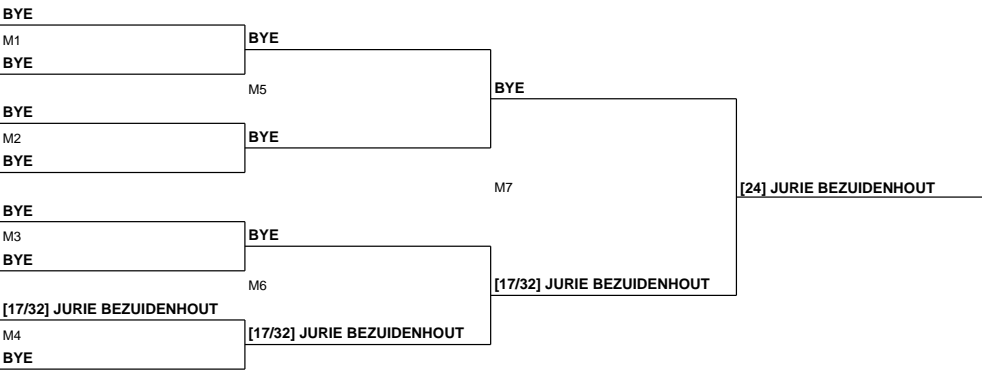 BYE
M1
BYE
BYE
M5
BYE
BYE
M2
BYE
BYE
M7
[24] JURIE BEZUIDENHOUT
BYE
M3
BYE
BYE
M6
[17/32] JURIE BEZUIDENHOUT
[17/32] JURIE BEZUIDENHOUT
M4
[17/32] JURIE BEZUIDENHOUT
BYE